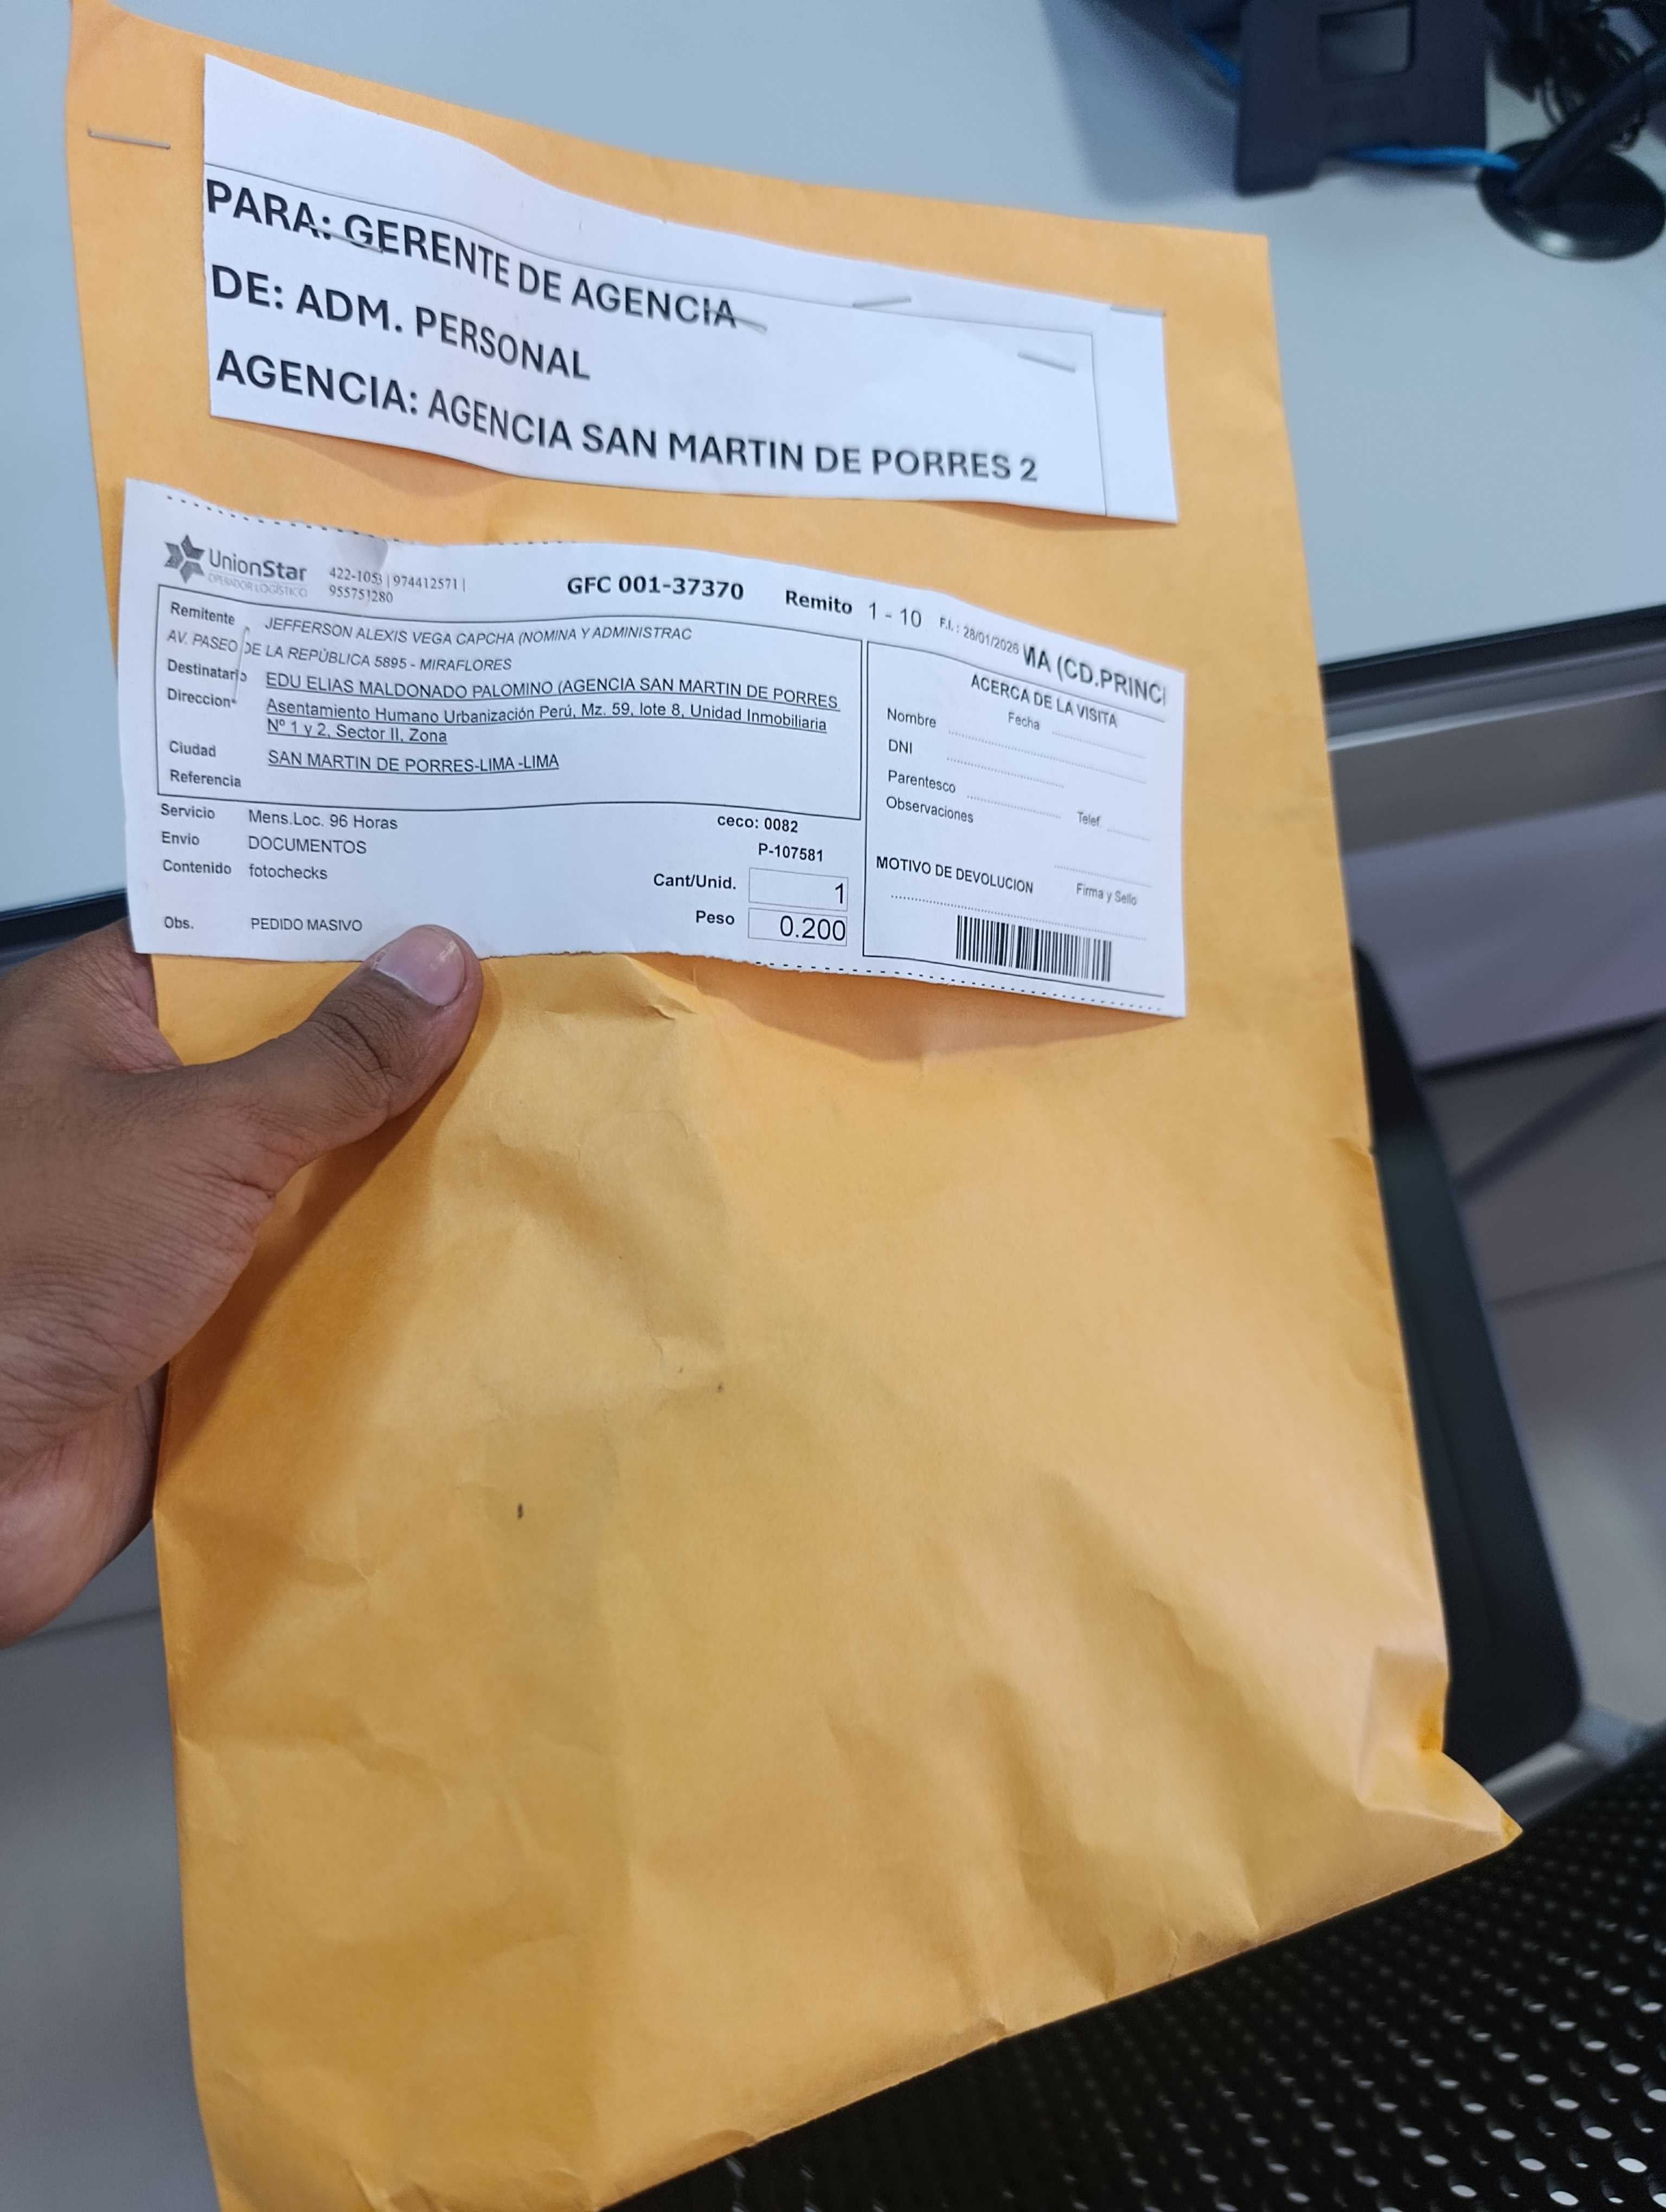 PARA: GERENTE DE AGENCIA
DE: ADM. PERSONAL
AGENCIA: AGENCIA SAN MARTIN DE PORRES 2
UnionStar
OPERADOR LOGÍSTICO
422-1053 | 974412571 |
955751280
GFC 001-37370
Remito 1 - 10
F.I.: 28/01/2026
MA (CD.PRINCI
Remitente JEFFERSON ALEXIS VEGA CAPCHA (NOMINA Y ADMINISTRAC
AV. PASEO DE LA REPÚBLICA 5895 - MIRAFLORES
Destinatario EDU ELIAS MALDONADO PALOMINO (AGENCIA SAN MARTIN DE PORRES
Direccion Asentamiento Humano Urbanización Perú, Mz. 59, lote 8, Unidad Inmobiliaria
Nº 1 y 2, Sector II, Zona
Ciudad SAN MARTIN DE PORRES-LIMA -LIMA
Referencia
Servicio Mens.Loc. 96 Horas
ceco: 0082
Envío DOCUMENTOS
P-107581
Contenido fotochecks
Cant/Unid. 1
Peso 0.200
Obs. PEDIDO MASIVO
ACERCA DE LA VISITA
Nombre Fecha
DNI
Parentesco
Telef.
Observaciones
MOTIVO DE DEVOLUCION
Firma y Sello